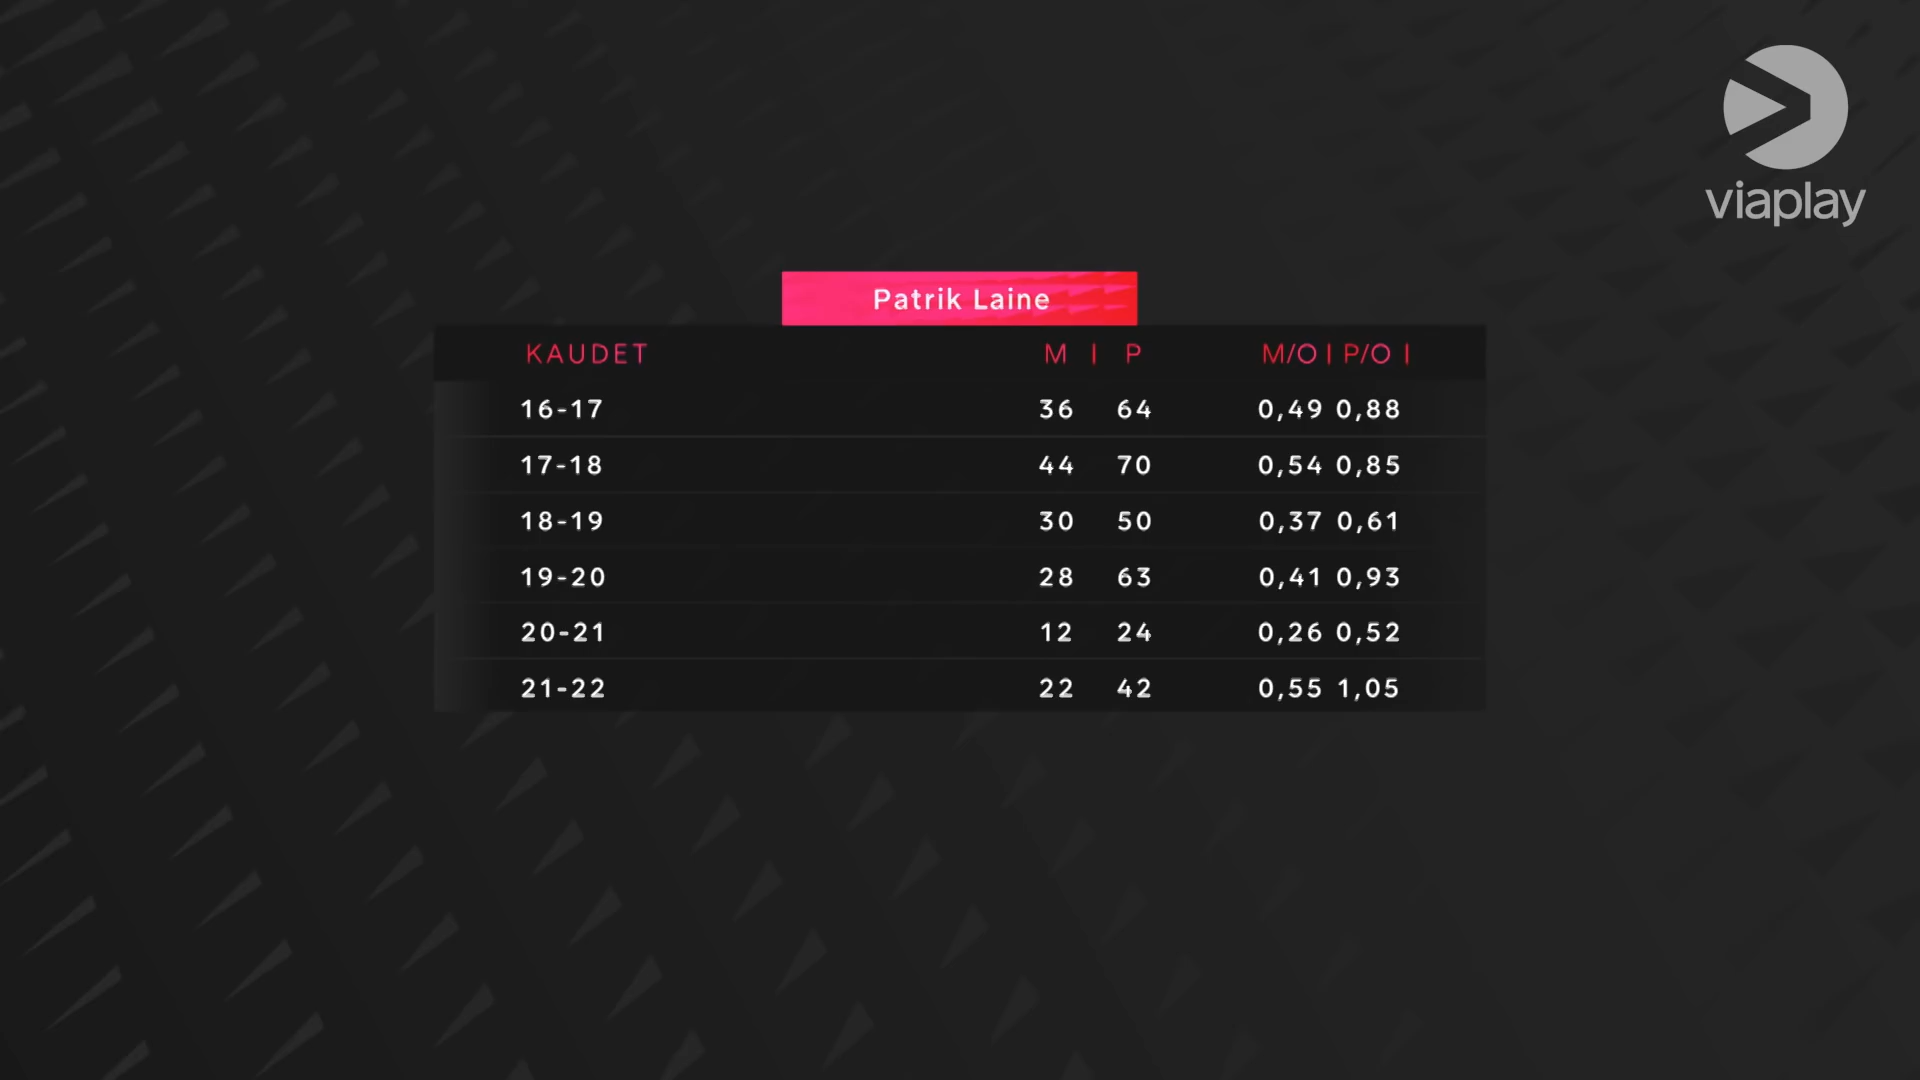 viaplay
Patrik Laine
KAUDET M | P M/O | P/O |
16-17 36 64 0,49 0,88
17-18 44 70 0,54 0,85
18-19 30 50 0,37 0,61
19-20 28 63 0,41 0,93
20-21 12 24 0,26 0,52
21-22 22 42 0,55 1,05